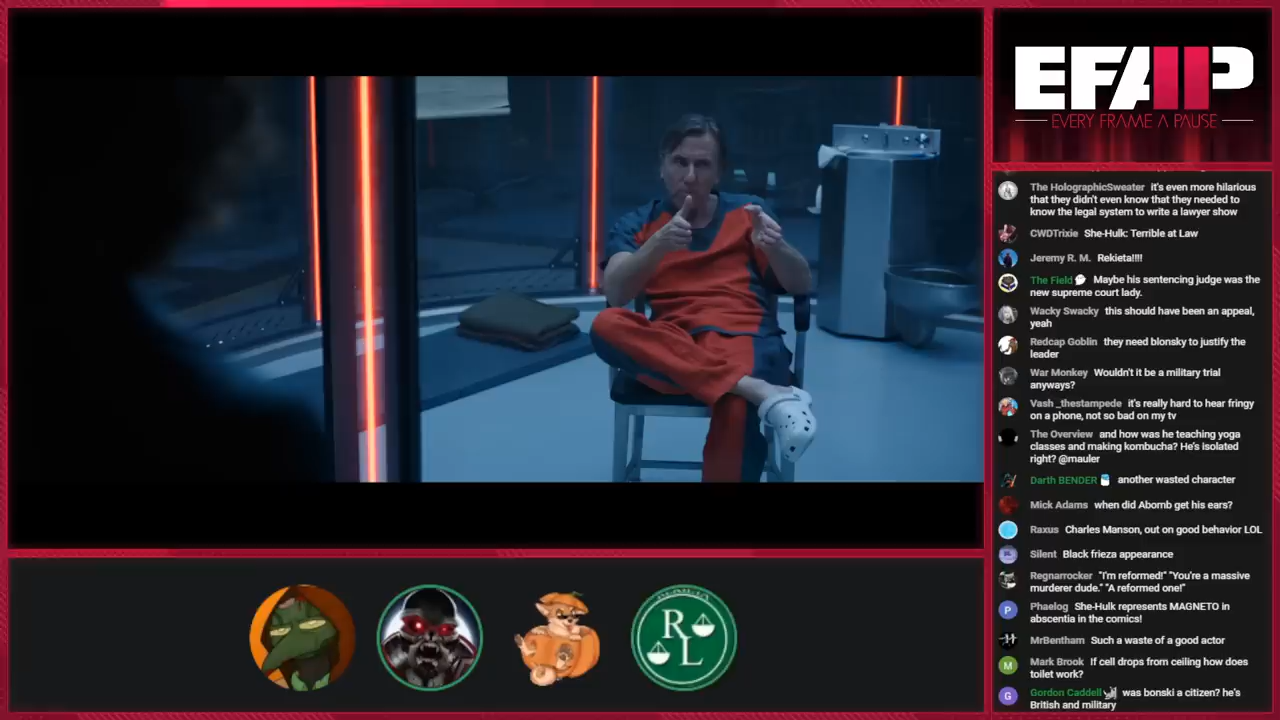 EFAP
EVERY FRAME A PAUSE
The HolographicSweater it's even more hilarious
that they didn't even know that they needed to
know the legal system to write a lawyer show
CWDTrixie She-Hulk: Terrible at Law
Jeremy R. M. Rekieta!!!!
The Field Maybe his sentencing judge was the
new supreme court lady.
Wacky Swacky this should have been an appeal,
yeah
Redcap Goblin they need blonsky to justify the
leader
War Monkey Wouldn't it be a military trial
anyways?
Vash _thestampede it's really hard to hear fringy
on a phone, not so bad on my tv
The Overview and how was he teaching yoga
classes and making kombucha? He's isolated
right? @mauler
Darth BENDER another wasted character
Mick Adams when did Abomb get his ears?
Raxus Charles Manson, out on good behavior LOL
Silent Black frieza appearance
Regnarrocker "I'm reformed!" "You're a massive
murderer dude." "A reformed one!"
P
Phaelog She-Hulk represents MAGNETO in
abscentia in the comics!
MrBentham Such a waste of a good actor
M
Mark Brook If cell drops from ceiling how does
toilet work?
G
Gordon Caddell was bonski a citizen? he's
British and military
R L